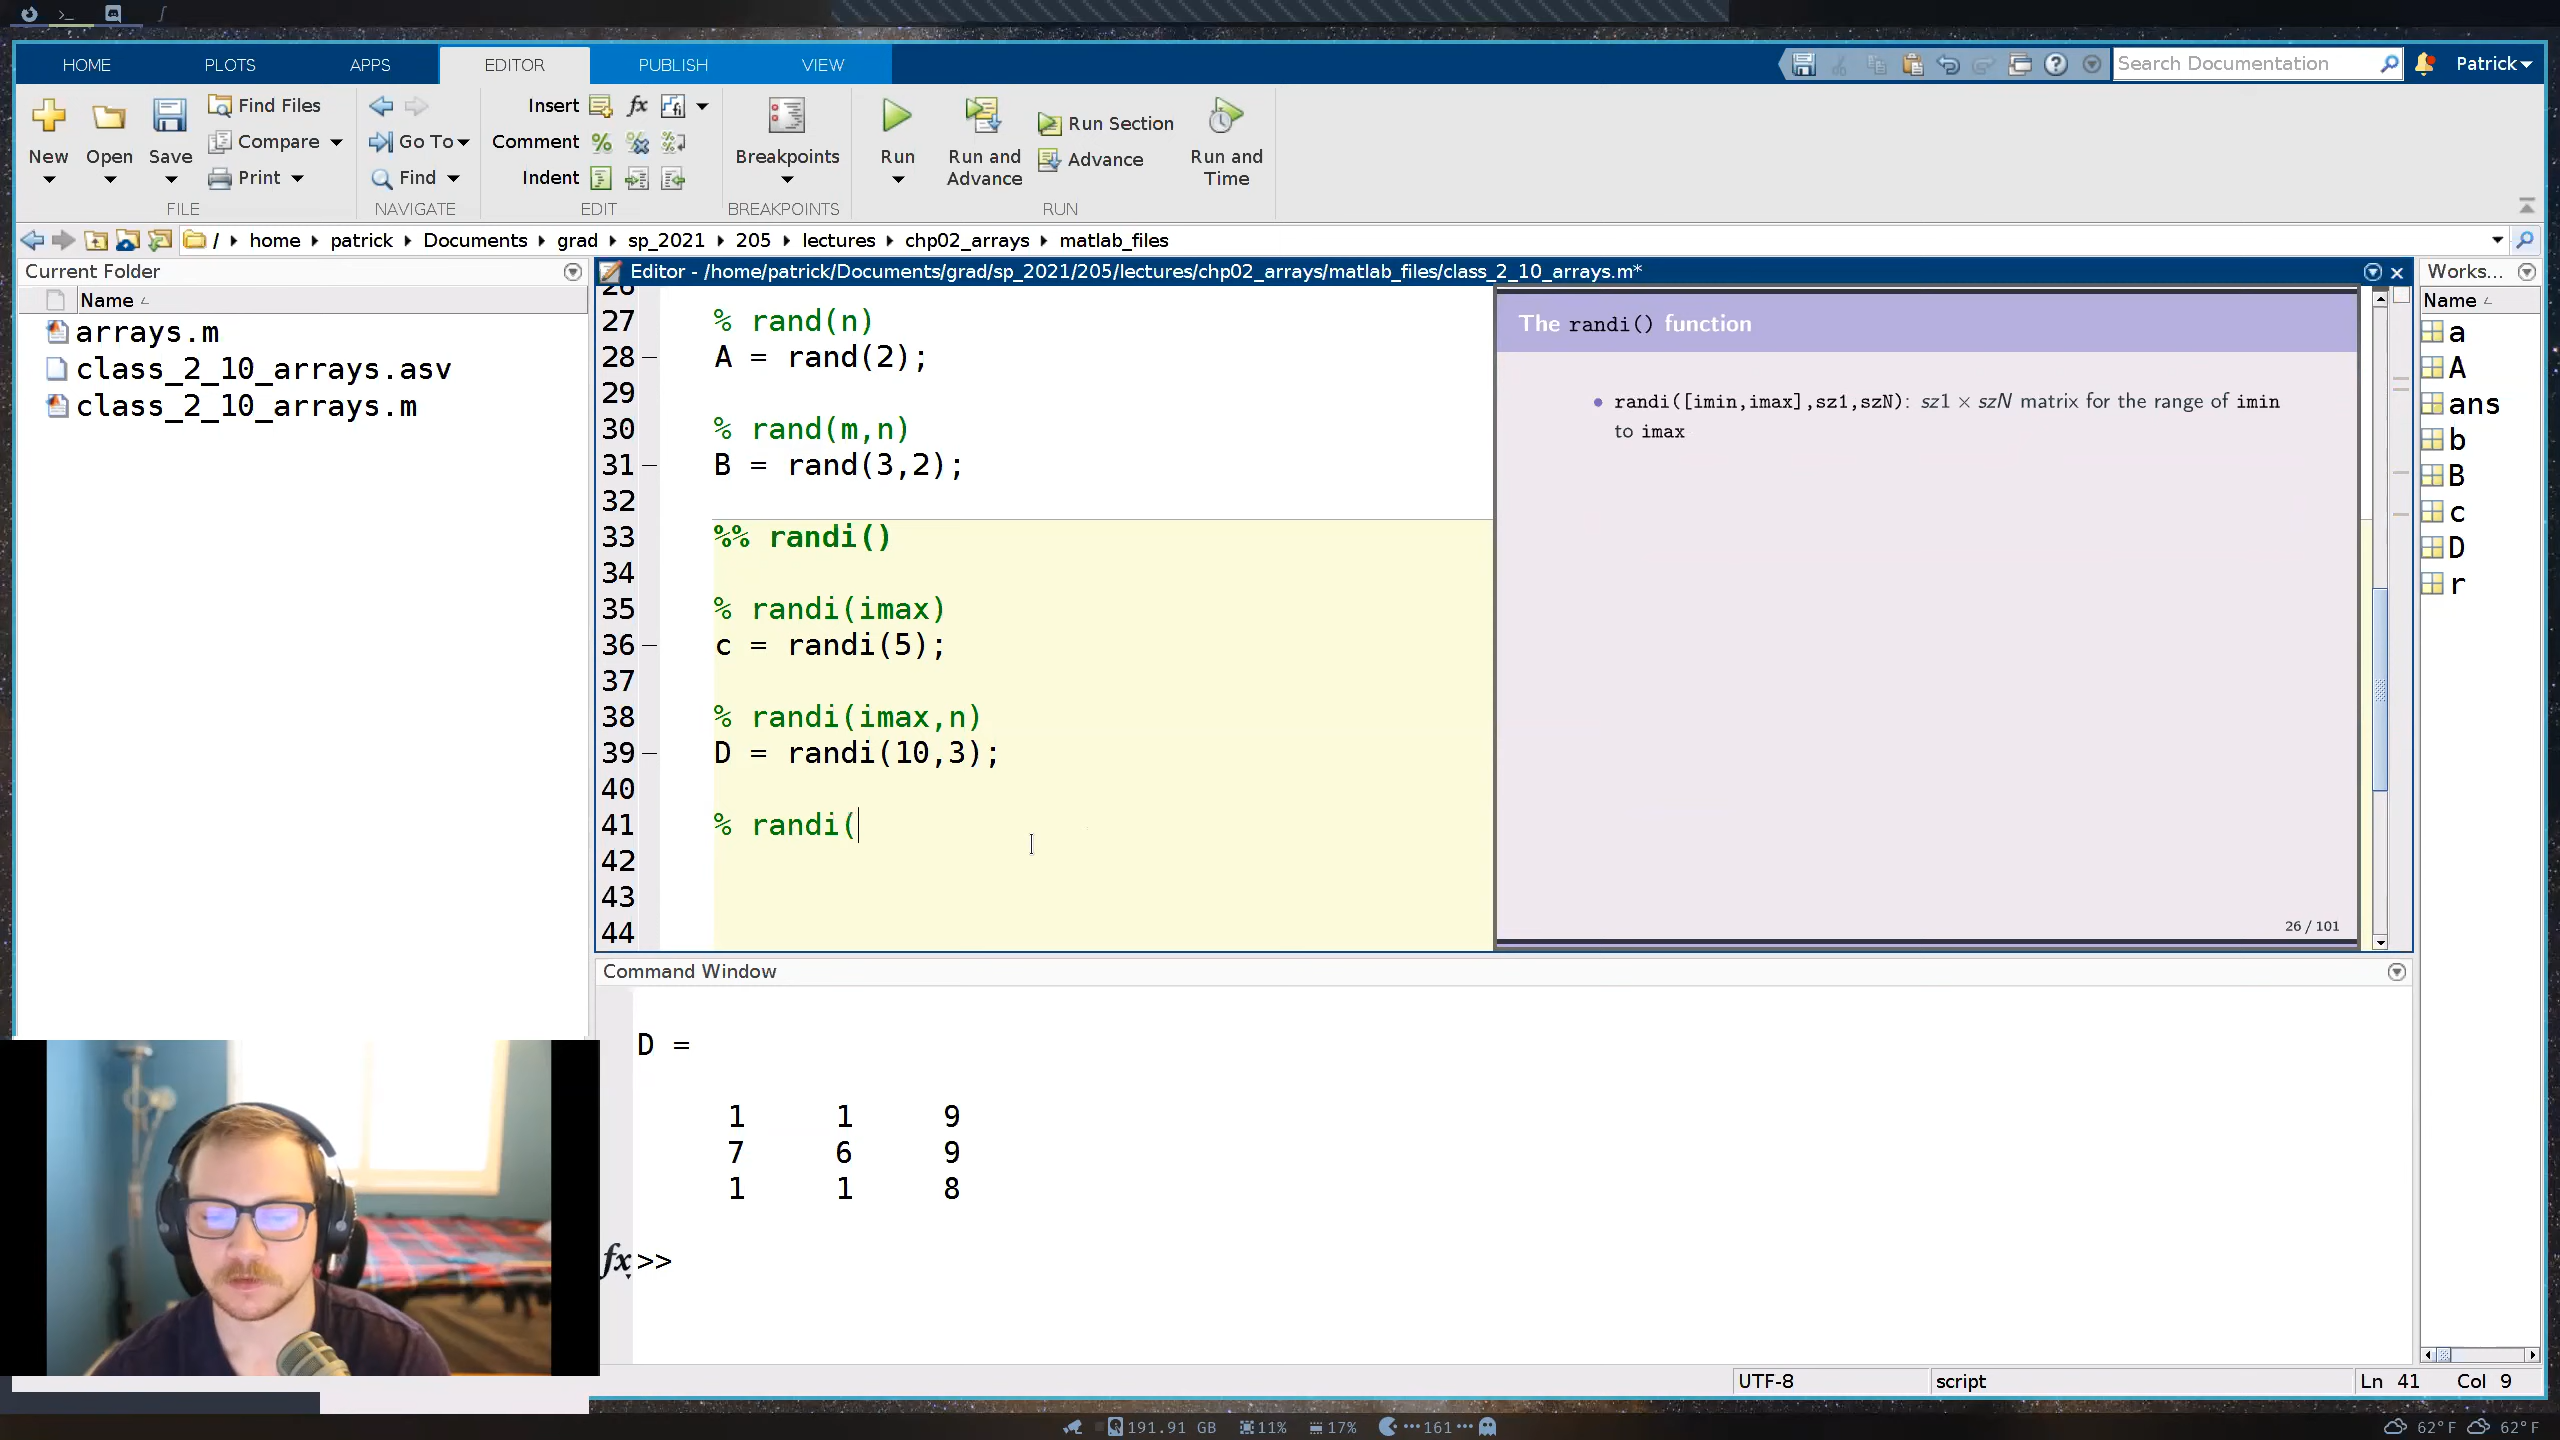 HOME PLOTS APPS EDITOR PUBLISH VIEW
Search Documentation
Patrick
New
Open
Save
Find Files
Compare
Print
FILE
Go To
Find
NAVIGATE
Insert fx fi
Comment
Indent
EDIT
Breakpoints
BREAKPOINTS
Run
Run and Advance
Run Section
Advance
Run and Time
RUN
/ home patrick Documents grad sp_2021 205 lectures chp02_arrays matlab_files
Current Folder
Name
arrays.m
class_2_10_arrays.asv
class_2_10_arrays.m
Editor - /home/patrick/Documents/grad/sp_2021/205/lectures/chp02_arrays/matlab_files/class_2_10_arrays.m*
26
27 % rand(n)
28 A = rand(2);
29
30 % rand(m,n)
31 B = rand(3,2);
32
33 %% randi()
34
35 % randi(imax)
36 c = randi(5);
37
38 % randi(imax,n)
39 D = randi(10,3);
40
41 % randi(
42
43
44
The randi() function
• randi([imin,imax],sz1,szN): sz1 × szN matrix for the range of imin
to imax
26 / 101
Works...
Name
a
A
ans
b
B
c
D
r
Command Window
D =
1 1 9
7 6 9
1 1 8
fx >>
UTF-8
script
Ln 41 Col 9
191.91 GB 11% 17% 161
62°F 62°F